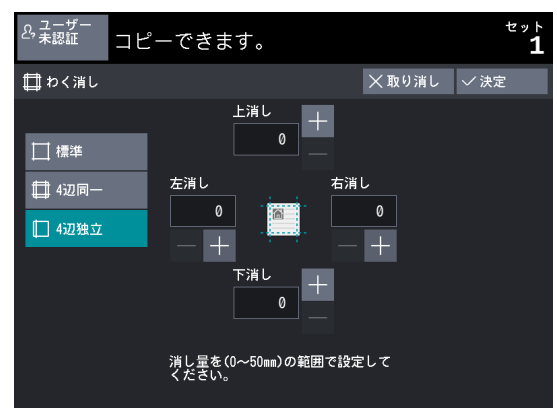 ユーザー
未認証
コピーできます。
セット
1
わく消し
取り消し
決定
標準
4辺同一
4辺独立
上消し
0
左消し
0
右消し
0
下消し
0
消し量を(0～50mm)の範囲で設定して
ください。